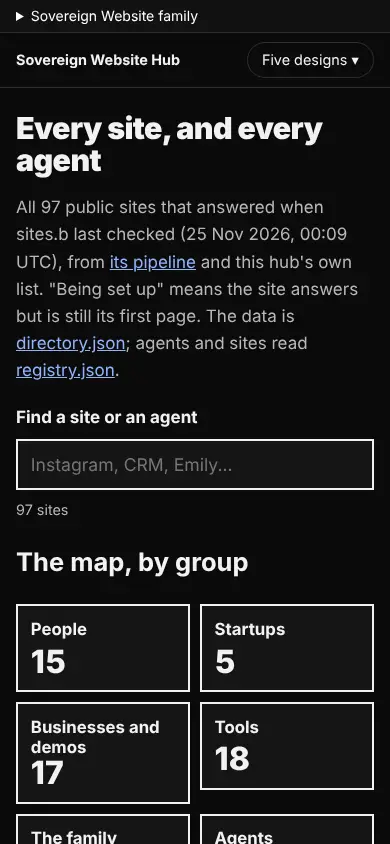 ▶ Sovereign Website family
Sovereign Website Hub
Five designs ▾
Every site, and every
agent
All 97 public sites that answered when
sites.b last checked (25 Nov 2026, 00:09
UTC), from its pipeline and this hub's own
list. "Being set up" means the site answers
but is still its first page. The data is
directory.json; agents and sites read
registry.json.
Find a site or an agent
Instagram, CRM, Emily...
97 sites
The map, by group
People
15
Startups
5
Businesses and
demos
17
Tools
18
The family
Agents